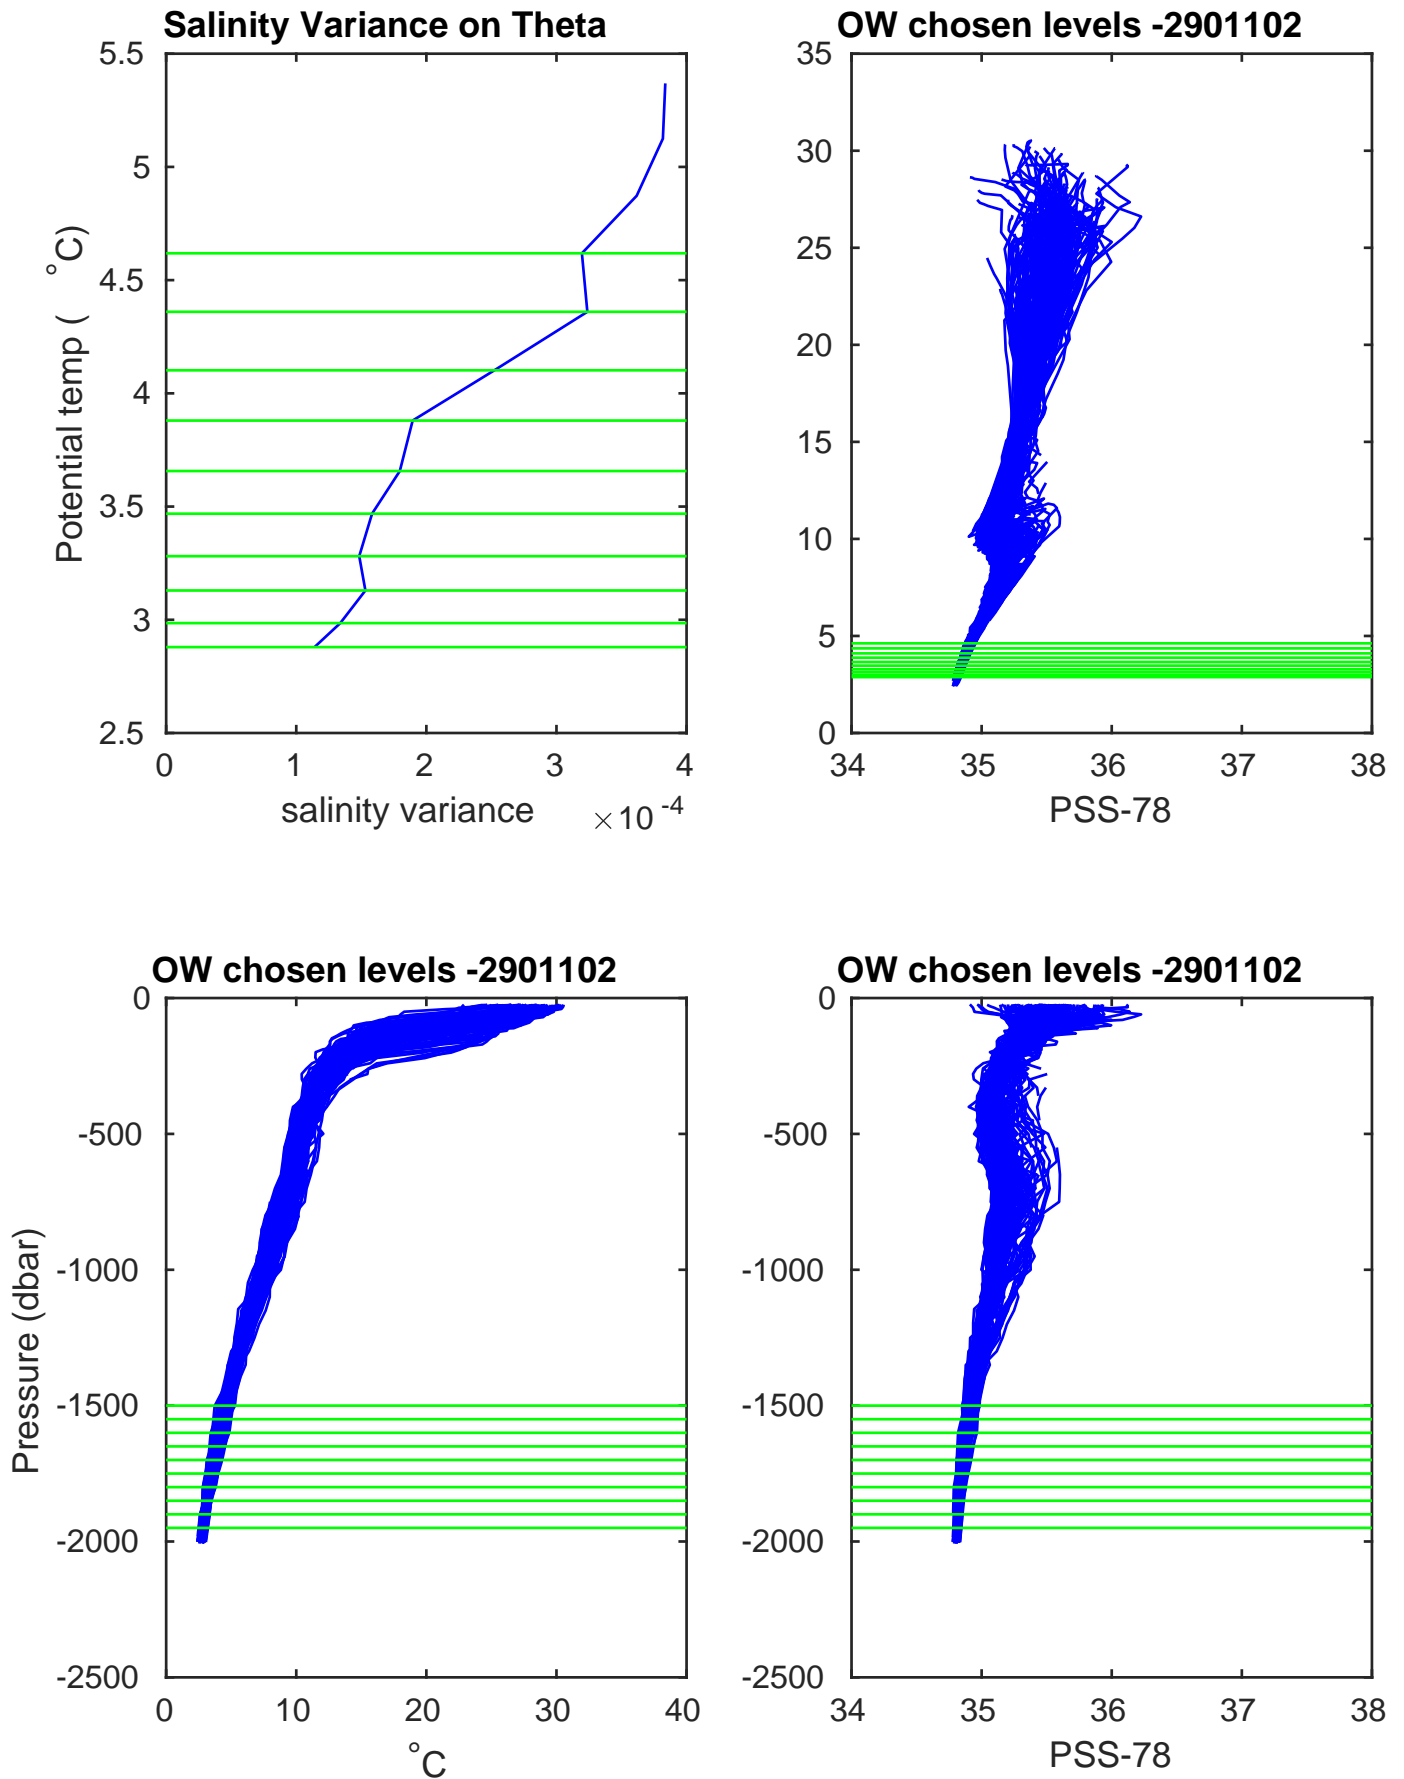 Salinity Variance on Theta
5.5
5
4.5
4
3.5
3
2.5
Potential temp ( °C)
0 1 2 3 4
salinity variance ×10 -4
OW chosen levels -2901102
35
30
25
20
15
10
5
0
34 35 36 37 38
PSS-78
OW chosen levels -2901102
0
-500
-1000
-1500
-2000
-2500
Pressure (dbar)
0 10 20 30 40
°C
OW chosen levels -2901102
0
-500
-1000
-1500
-2000
-2500
34 35 36 37 38
PSS-78